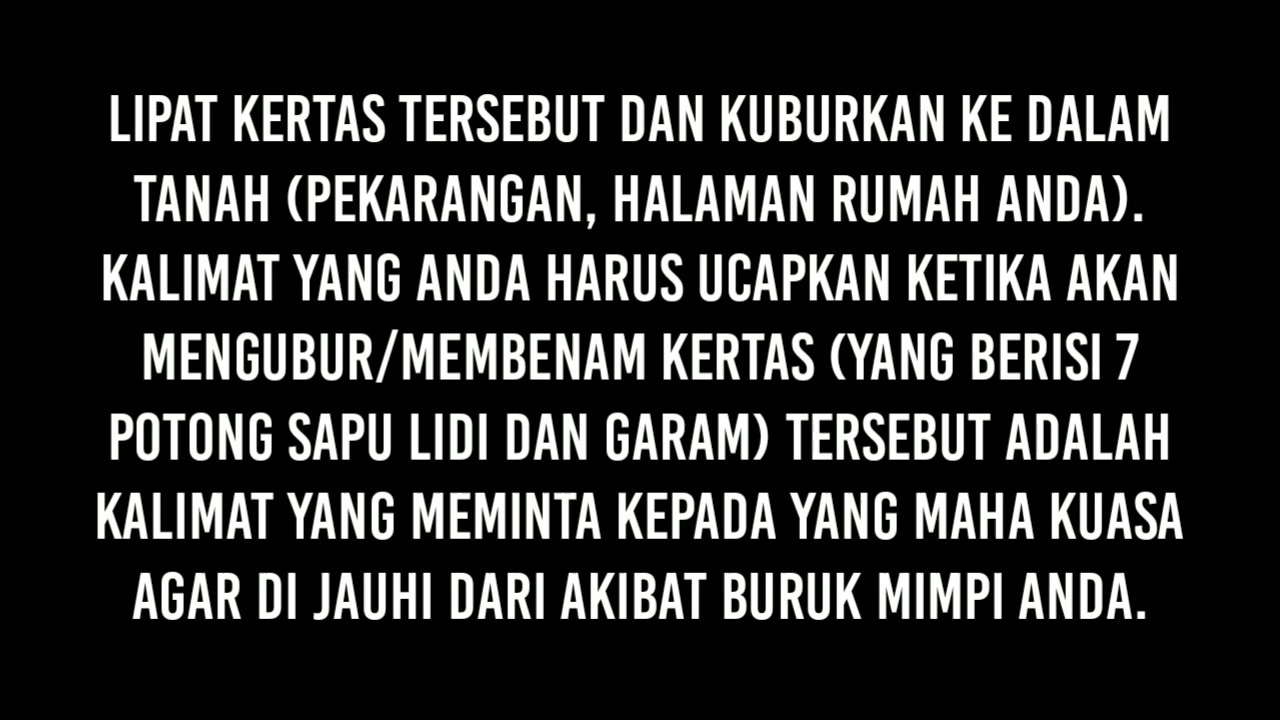 LIPAT KERTAS TERSEBUT DAN KUBURKAN KE DALAM
TANAH (PEKARANGAN, HALAMAN RUMAH ANDA).
KALIMAT YANG ANDA HARUS UCAPKAN KETIKA AKAN
MENGUBUR/MEMBENAM KERTAS (YANG BERISI 7
POTONG SAPU LIDI DAN GARAM) TERSEBUT ADALAH
KALIMAT YANG MEMINTA KEPADA YANG MAHA KUASA
AGAR DI JAUHI DARI AKIBAT BURUK MIMPI ANDA.